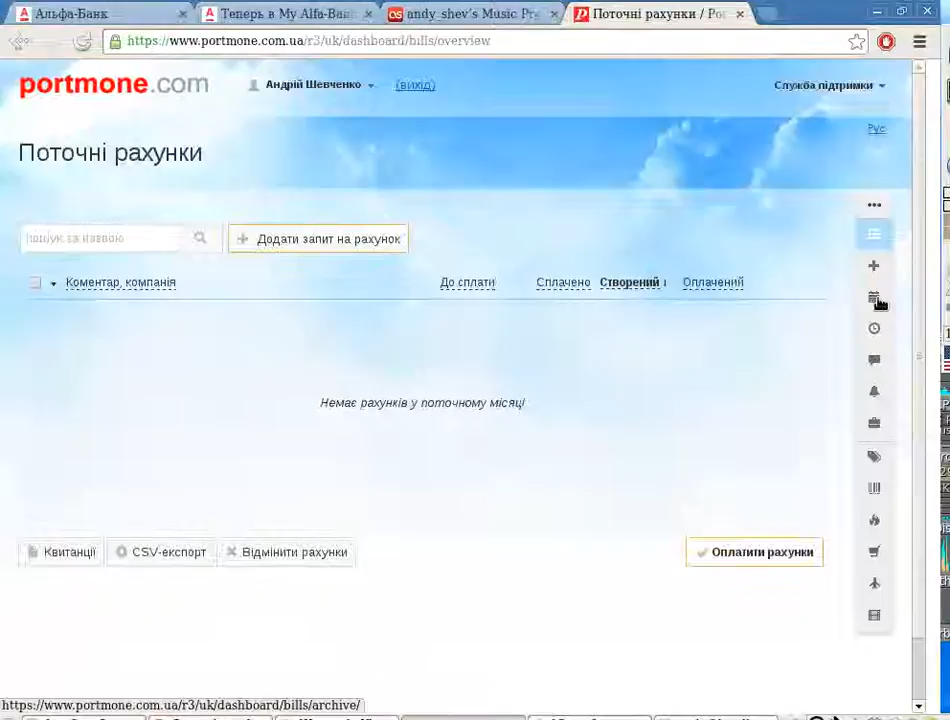 Альфа-Банк
Теперь в My Alfa-Ban
andy_shev's Music Pr
Поточні рахунки / Por
https://www.portmone.com.ua/r3/uk/dashboard/bills/overview
portmone.com
Андрій Шевченко
(вихід)
Служба підтримки
Рус
Поточні рахунки
пошук за назвою
Додати запит на рахунок
Коментар, компанія
До сплати
Сплачено
Створений ↓
Оплачений
Немає рахунків у поточному місяці
Квитанції
CSV-експорт
Відмінити рахунки
Оплатити рахунки
https://www.portmone.com.ua/r3/uk/dashboard/bills/archive/